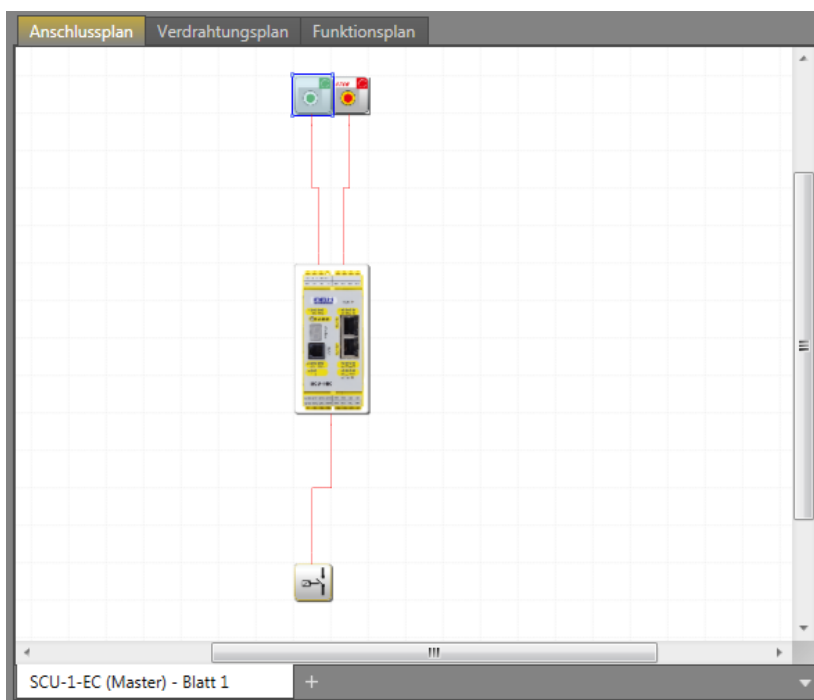 Anschlussplan Verdrahtungsplan Funktionsplan
SCU-1-EC (Master) - Blatt 1 +